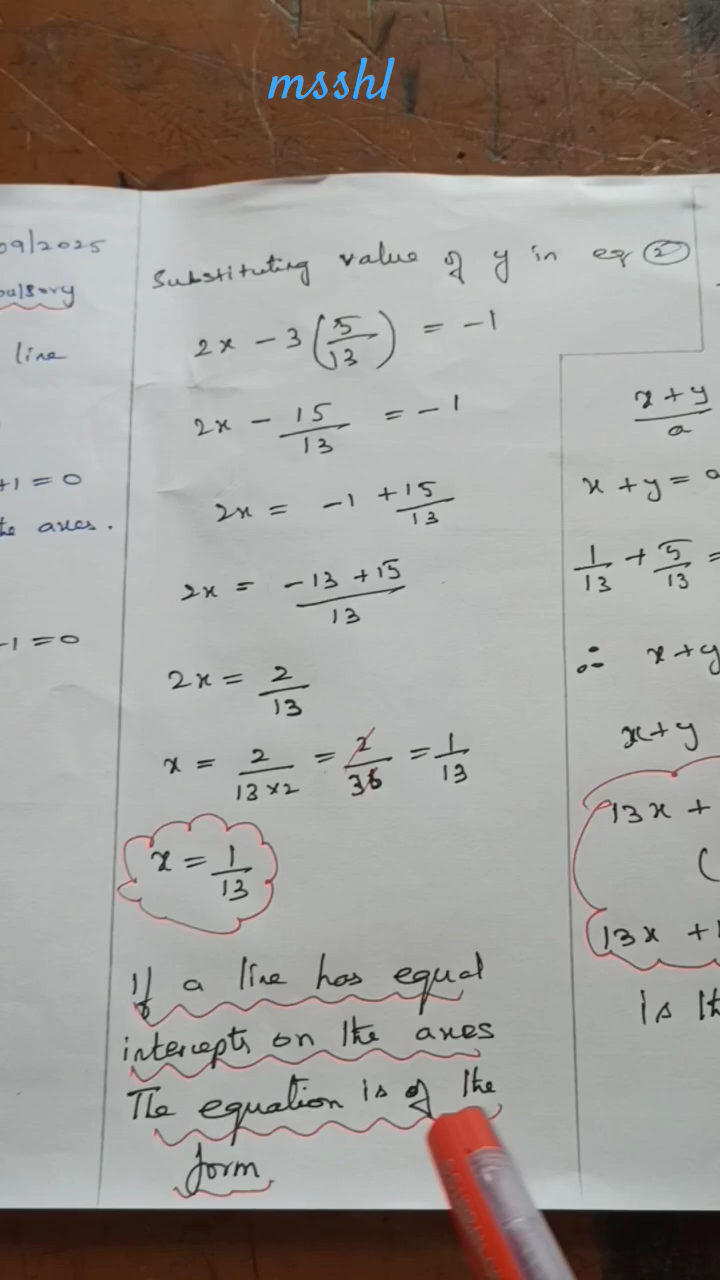 msshl
09/2025
line
+1 = 0
the axes.
-1 = 0
Substituting value of y in eq ②
2x - 3 (5/13) = -1
2x - 15/13 = -1
2x = -1 + 15/13
2x = (-13 + 15)/13
2x = 2/13
x = 2/(13 × 2) = 2/36 = 1/13
x = 1/13
If a line has equal
intercepts on the axes
The equation is of the
form
(x + y)/a
x + y = a
1/13 + 5/13 =
∴ x + y
x + y
13x +
(
13x + 1
is the